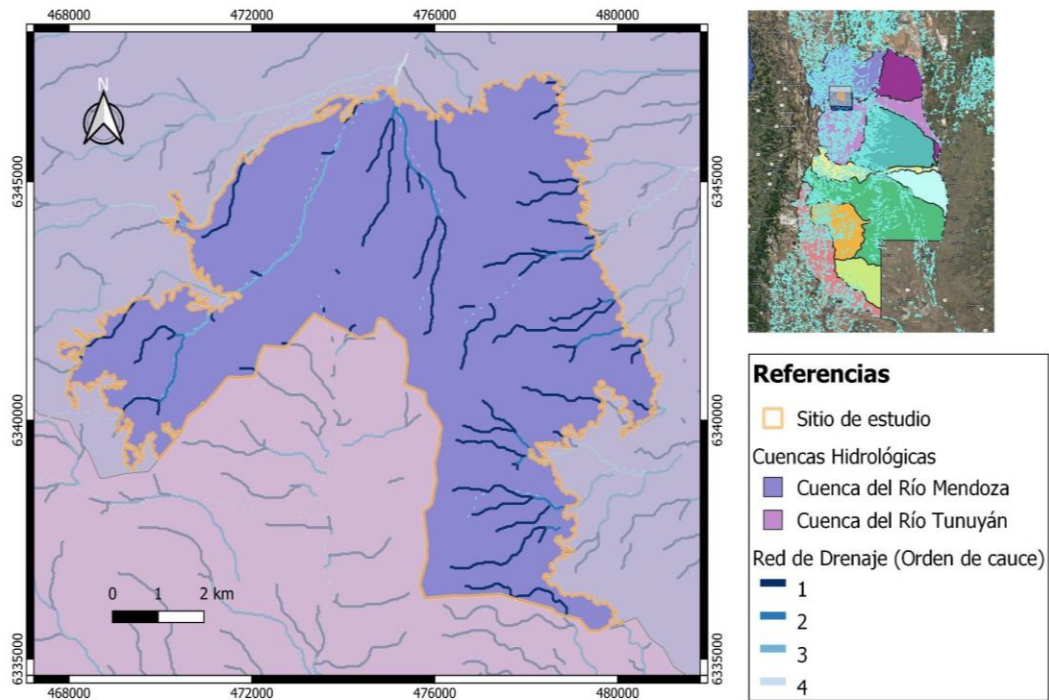 468000 472000 476000 480000
N
6345000 6345000
6340000 6340000
0 1 2 km
6335000 6335000
468000 472000 476000 480000
Referencias
Sitio de estudio
Cuencas Hidrológicas
Cuenca del Río Mendoza
Cuenca del Río Tunuyán
Red de Drenaje (Orden de cauce)
1
2
3
4